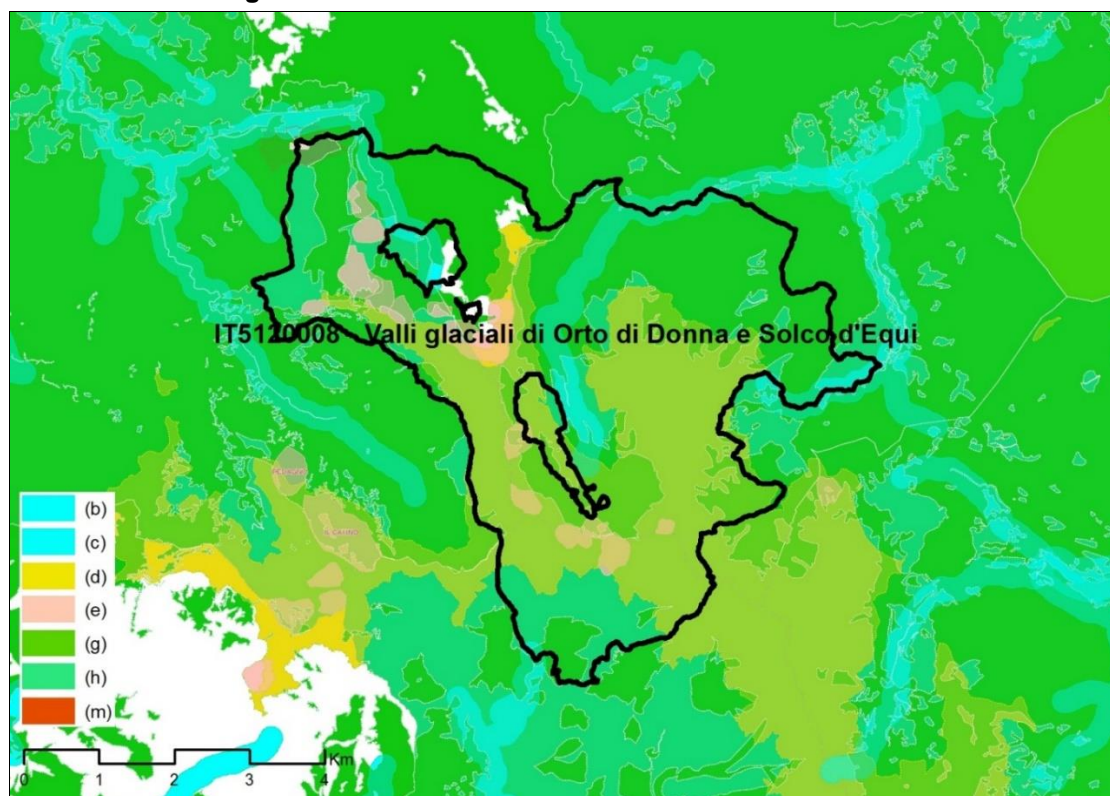 g
IT5120008 - Valli glaciali di Orto di Donna e Solco d'Equi
(b)
(c)
(d)
(e)
(g)
(h)
(m)
Km
0 1 2 3 4